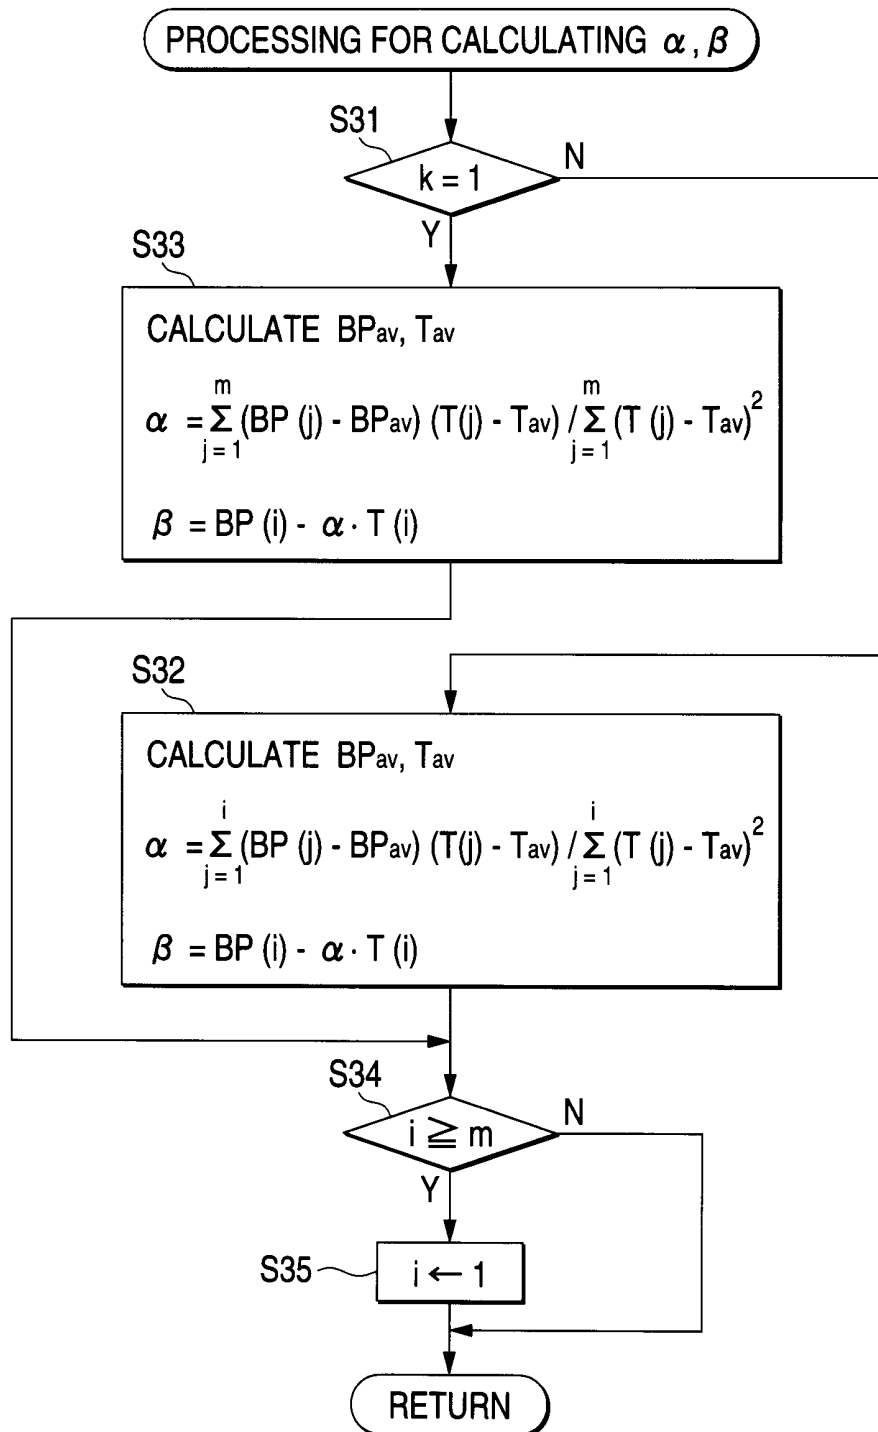 PROCESSING FOR CALCULATING α, β
S31
k = 1
N
Y
S33
CALCULATE BPav, Tav
α = Σ_{j = 1}^{m} (BP (j) - BPav) (T(j) - Tav) / Σ_{j = 1}^{m} (T (j) - Tav)²
β = BP (i) - α · T (i)
S32
CALCULATE BPav, Tav
α = Σ_{j = 1}^{i} (BP (j) - BPav) (T(j) - Tav) / Σ_{j = 1}^{i} (T (j) - Tav)²
β = BP (i) - α · T (i)
S34
i ≧ m
N
Y
S35
i ← 1
RETURN